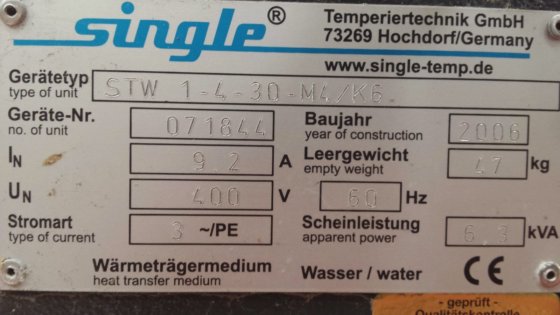 single®
Temperiertechnik GmbH
73269 Hochdorf/Germany
www.single-temp.de
Gerätetyp
type of unit
STW 1-4-30-M4/K6
Geräte-Nr.
no. of unit
071844
Baujahr
year of construction
2006
IN 9.2 A
Leergewicht
empty weight
47 kg
UN 400 V 60 Hz
Stromart
type of current
3 ~/PE
Scheinleistung
apparent power
6.3 kVA
Wärmeträgermedium
heat transfer medium
Wasser / water
CE
- geprüft -
Qualitätskontrolle